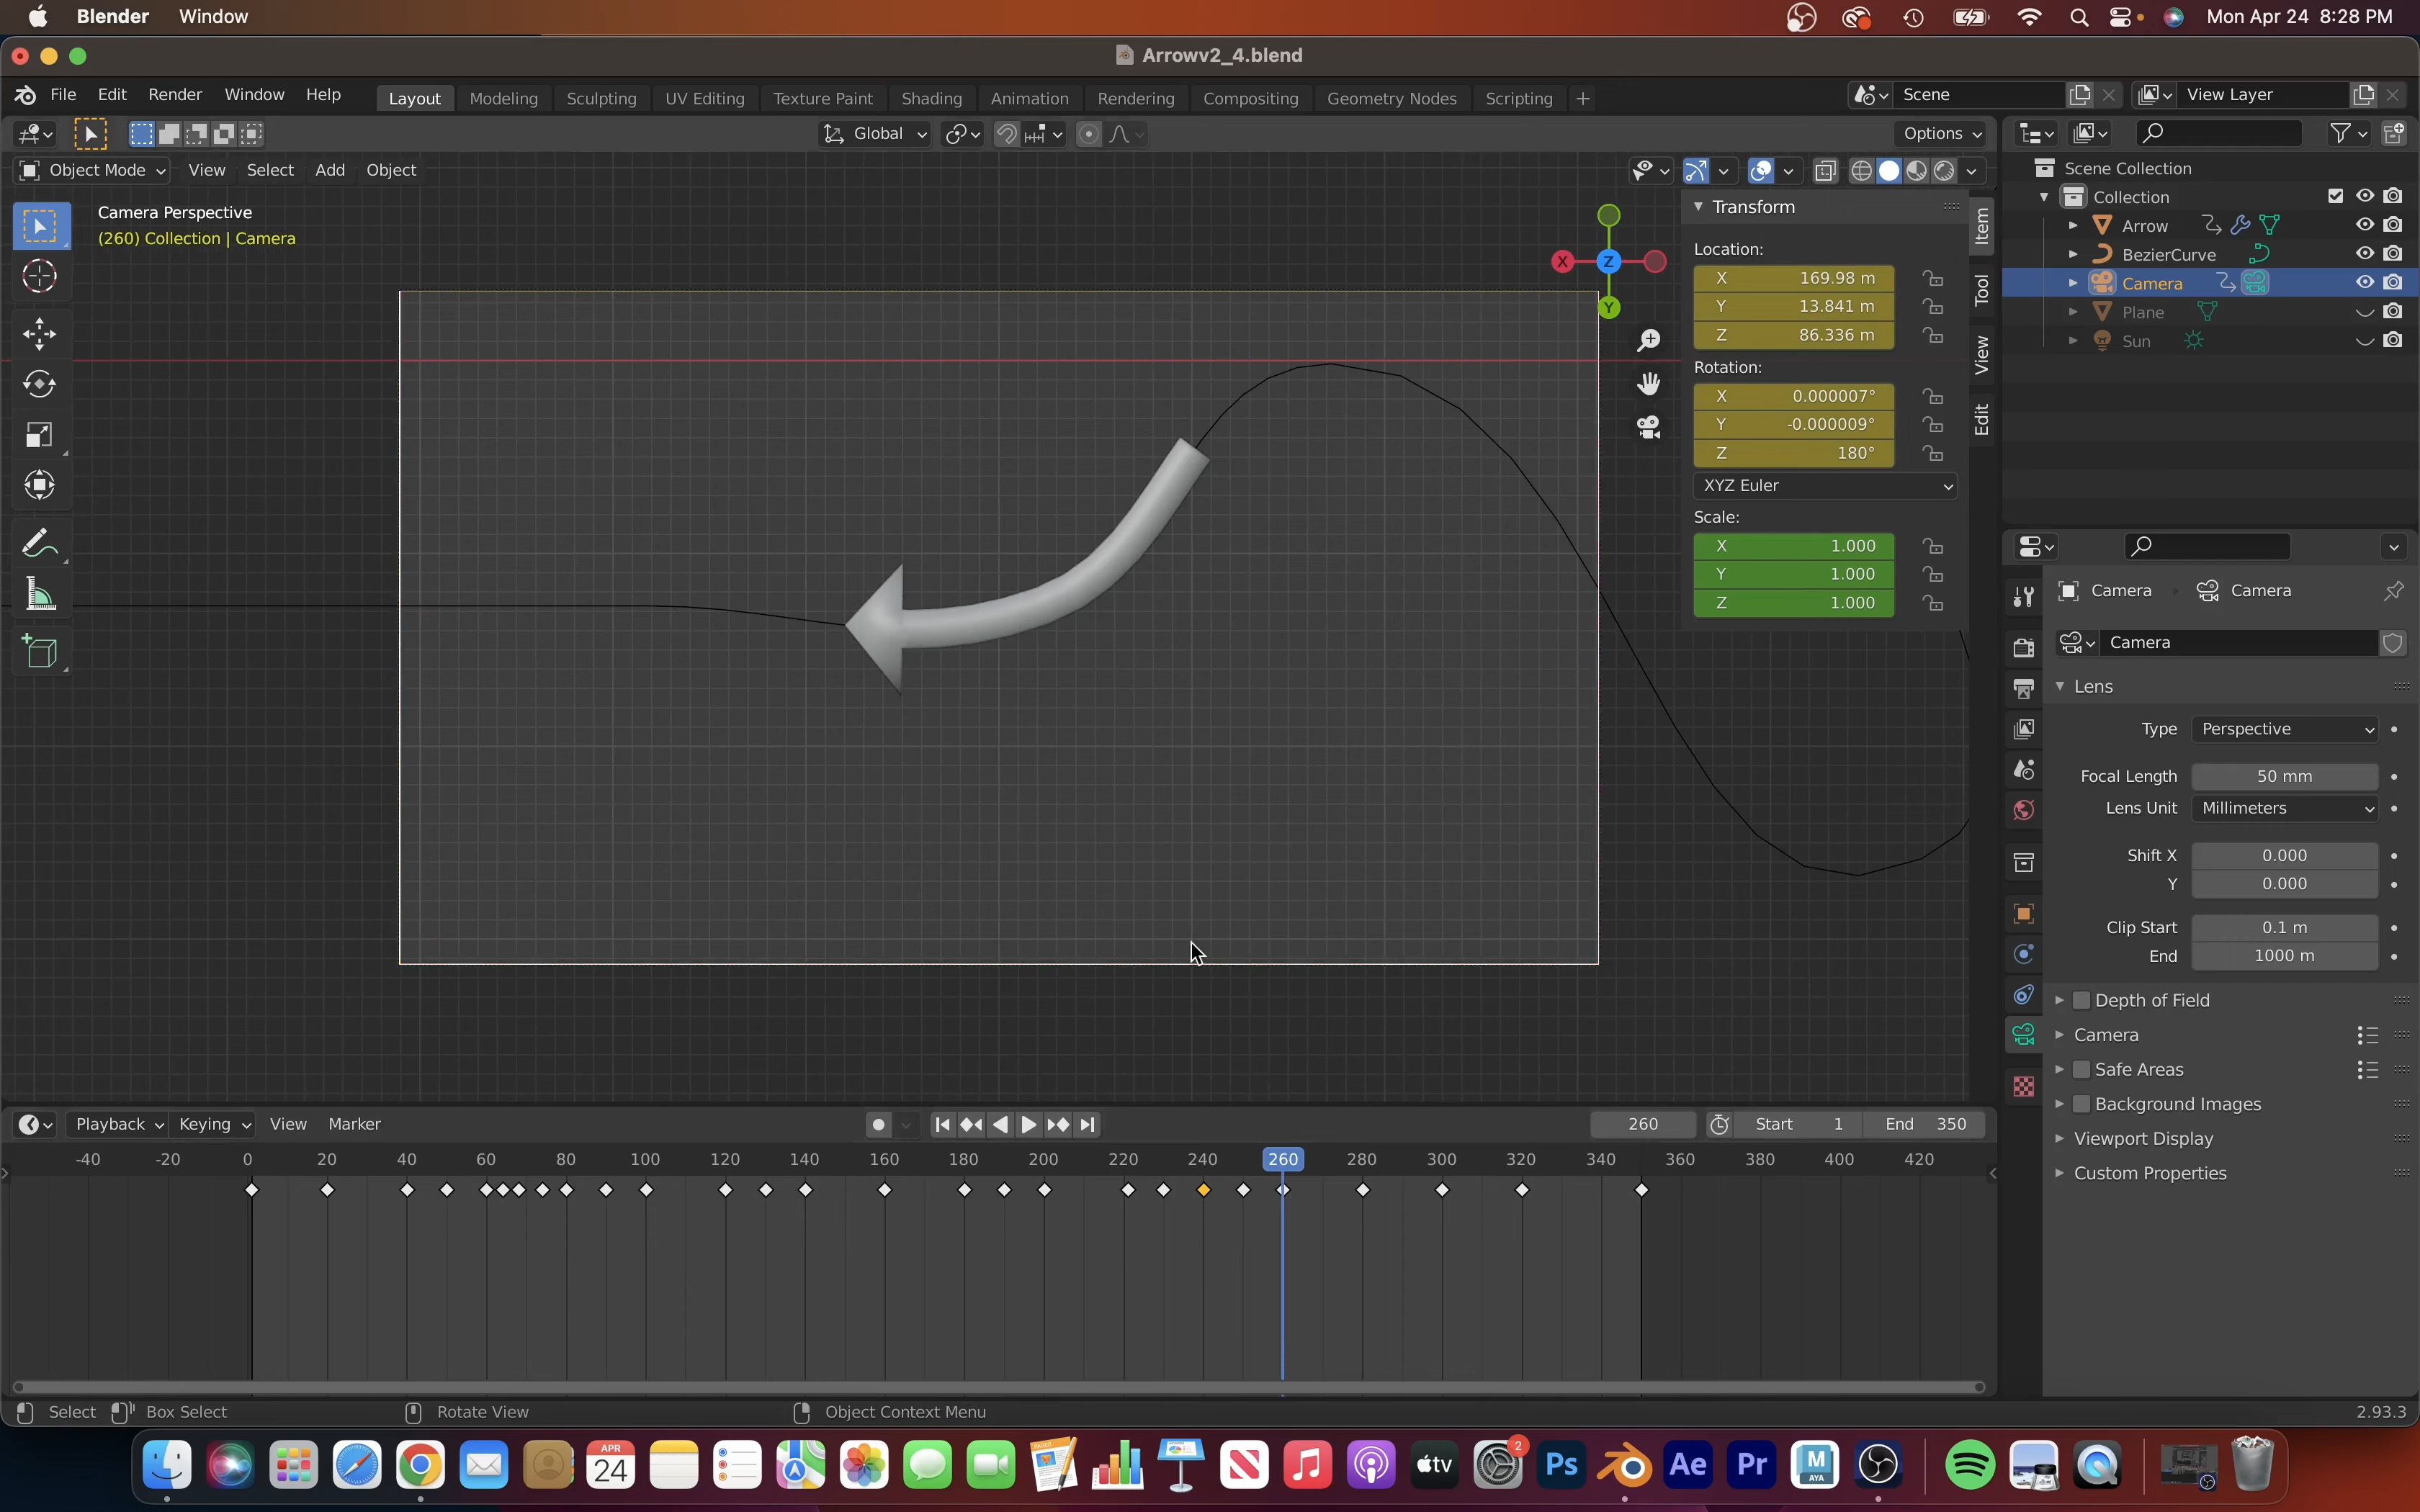 Blender Window Mon Apr 24 8:28 PM
Arrowv2_4.blend
File Edit Render Window Help Layout Modeling Sculpting UV Editing Texture Paint Shading Animation Rendering Compositing Geometry Nodes Scripting + Scene View Layer
Global Options
Object Mode View Select Add Object
Scene Collection
Collection
Arrow
BezierCurve
Camera
Plane
Sun
Camera Perspective
(260) Collection | Camera
X Z Y
Transform
Location:
X 169.98 m
Y 13.841 m
Z 86.336 m
Rotation:
X 0.000007°
Y -0.000009°
Z 180°
XYZ Euler
Scale:
X 1.000
Y 1.000
Z 1.000
Item
Tool
View
Edit
Camera Camera
Camera
Lens
Type Perspective
Focal Length 50 mm
Lens Unit Millimeters
Shift X 0.000
Y 0.000
Clip Start 0.1 m
End 1000 m
Depth of Field
Camera
Safe Areas
Background Images
Viewport Display
Custom Properties
Playback Keying View Marker 260 Start 1 End 350
-40 -20 0 20 40 60 80 100 120 140 160 180 200 220 240 260 280 300 320 340 360 380 400 420
Select Box Select Rotate View Object Context Menu 2.93.3
APR
24
tv
2
Ps
Ae
Pr
M
AYA